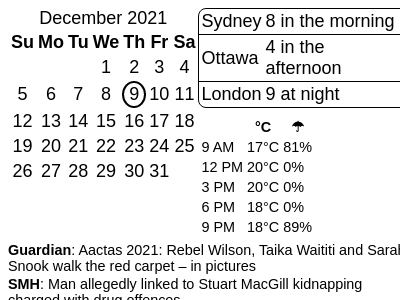 December 2021
Su Mo Tu We Th Fr Sa
1 2 3 4
5 6 7 8 9 10 11
12 13 14 15 16 17 18
19 20 21 22 23 24 25
26 27 28 29 30 31
Sydney 8 in the morning
Ottawa 4 in the
afternoon
London 9 at night
°C ☂
9 AM 17°C 81%
12 PM 20°C 0%
3 PM 20°C 0%
6 PM 18°C 0%
9 PM 18°C 89%
Guardian: Aactas 2021: Rebel Wilson, Taika Waititi and Sarah
Snook walk the red carpet – in pictures
SMH: Man allegedly linked to Stuart MacGill kidnapping
charged with drug offences